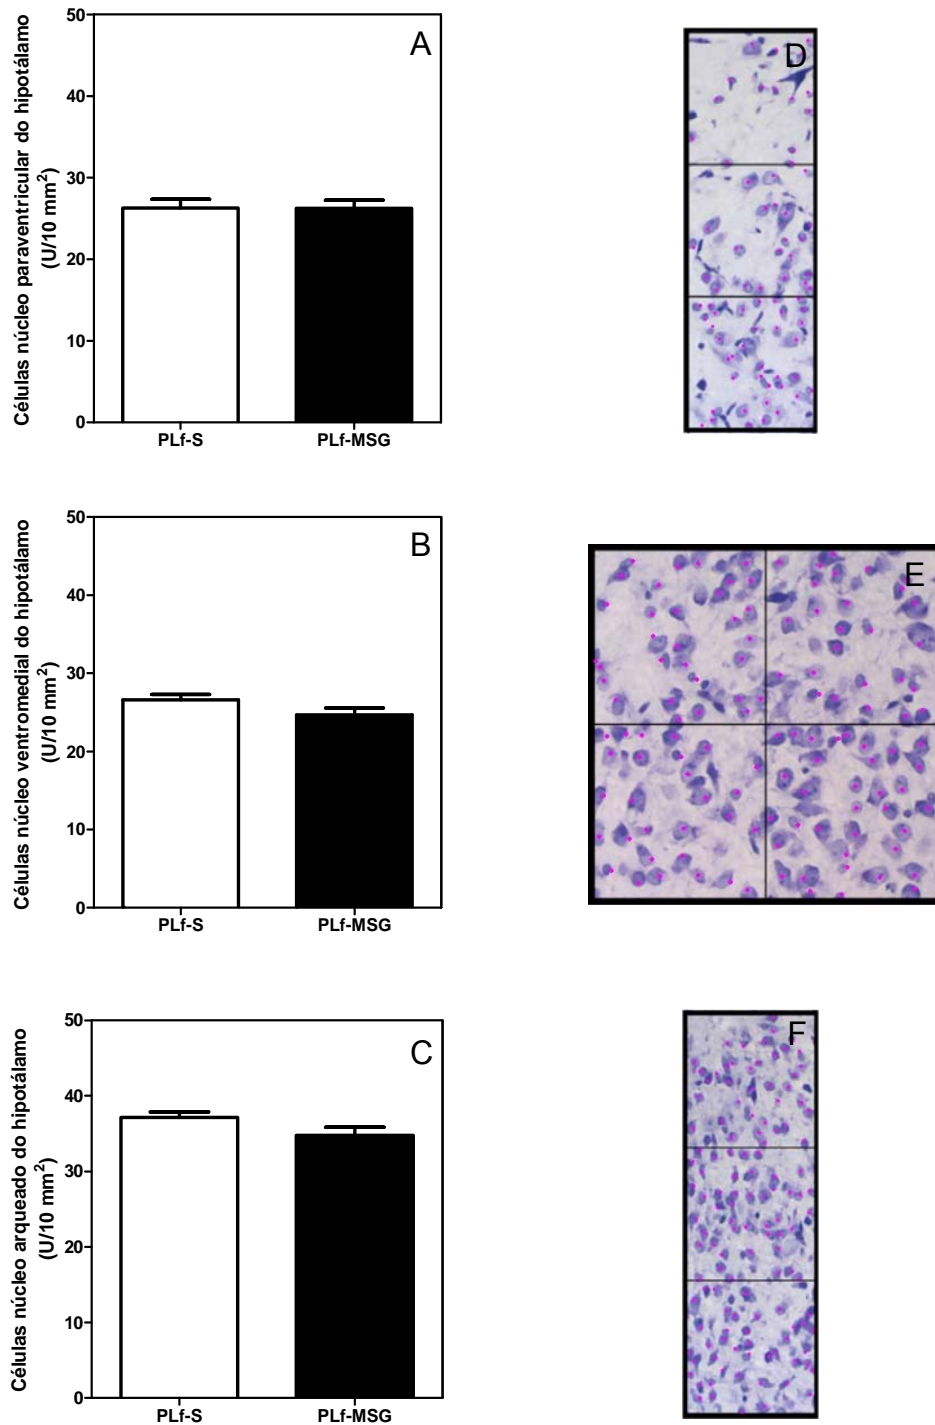 Células núcleo paraventricular do hipotálamo
(U/10 mm²)
50
40
30
20
10
0
A
PLf-S
PLf-MSG
D
Células núcleo ventromedial do hipotálamo
(U/10 mm²)
50
40
30
20
10
0
B
PLf-S
PLf-MSG
E
Células núcleo arqueado do hipotálamo
(U/10 mm²)
50
40
30
20
10
0
C
PLf-S
PLf-MSG
F